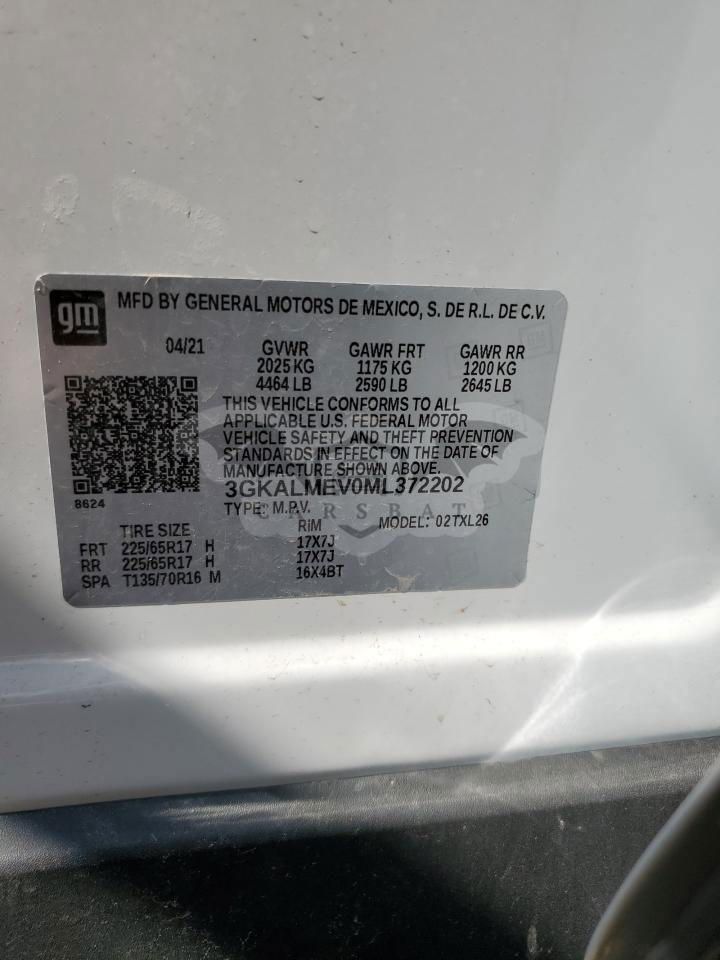 gm
MFD BY GENERAL MOTORS DE MEXICO, S. DE R.L. DE C.V.
04/21 GVWR GAWR FRT GAWR RR
2025 KG 1175 KG 1200 KG
4464 LB 2590 LB 2645 LB
THIS VEHICLE CONFORMS TO ALL
APPLICABLE U.S. FEDERAL MOTOR
VEHICLE SAFETY AND THEFT PREVENTION
STANDARDS IN EFFECT ON THE DATE OF
MANUFACTURE SHOWN ABOVE.
3GKALMEV0ML372202
8624
TYPE: M.P.V.
CARSBAT
MODEL: 02TXL26
TIRE SIZE RIM
FRT 225/65R17 H 17X7J
RR 225/65R17 H 17X7J
SPA T135/70R16 M 16X4BT